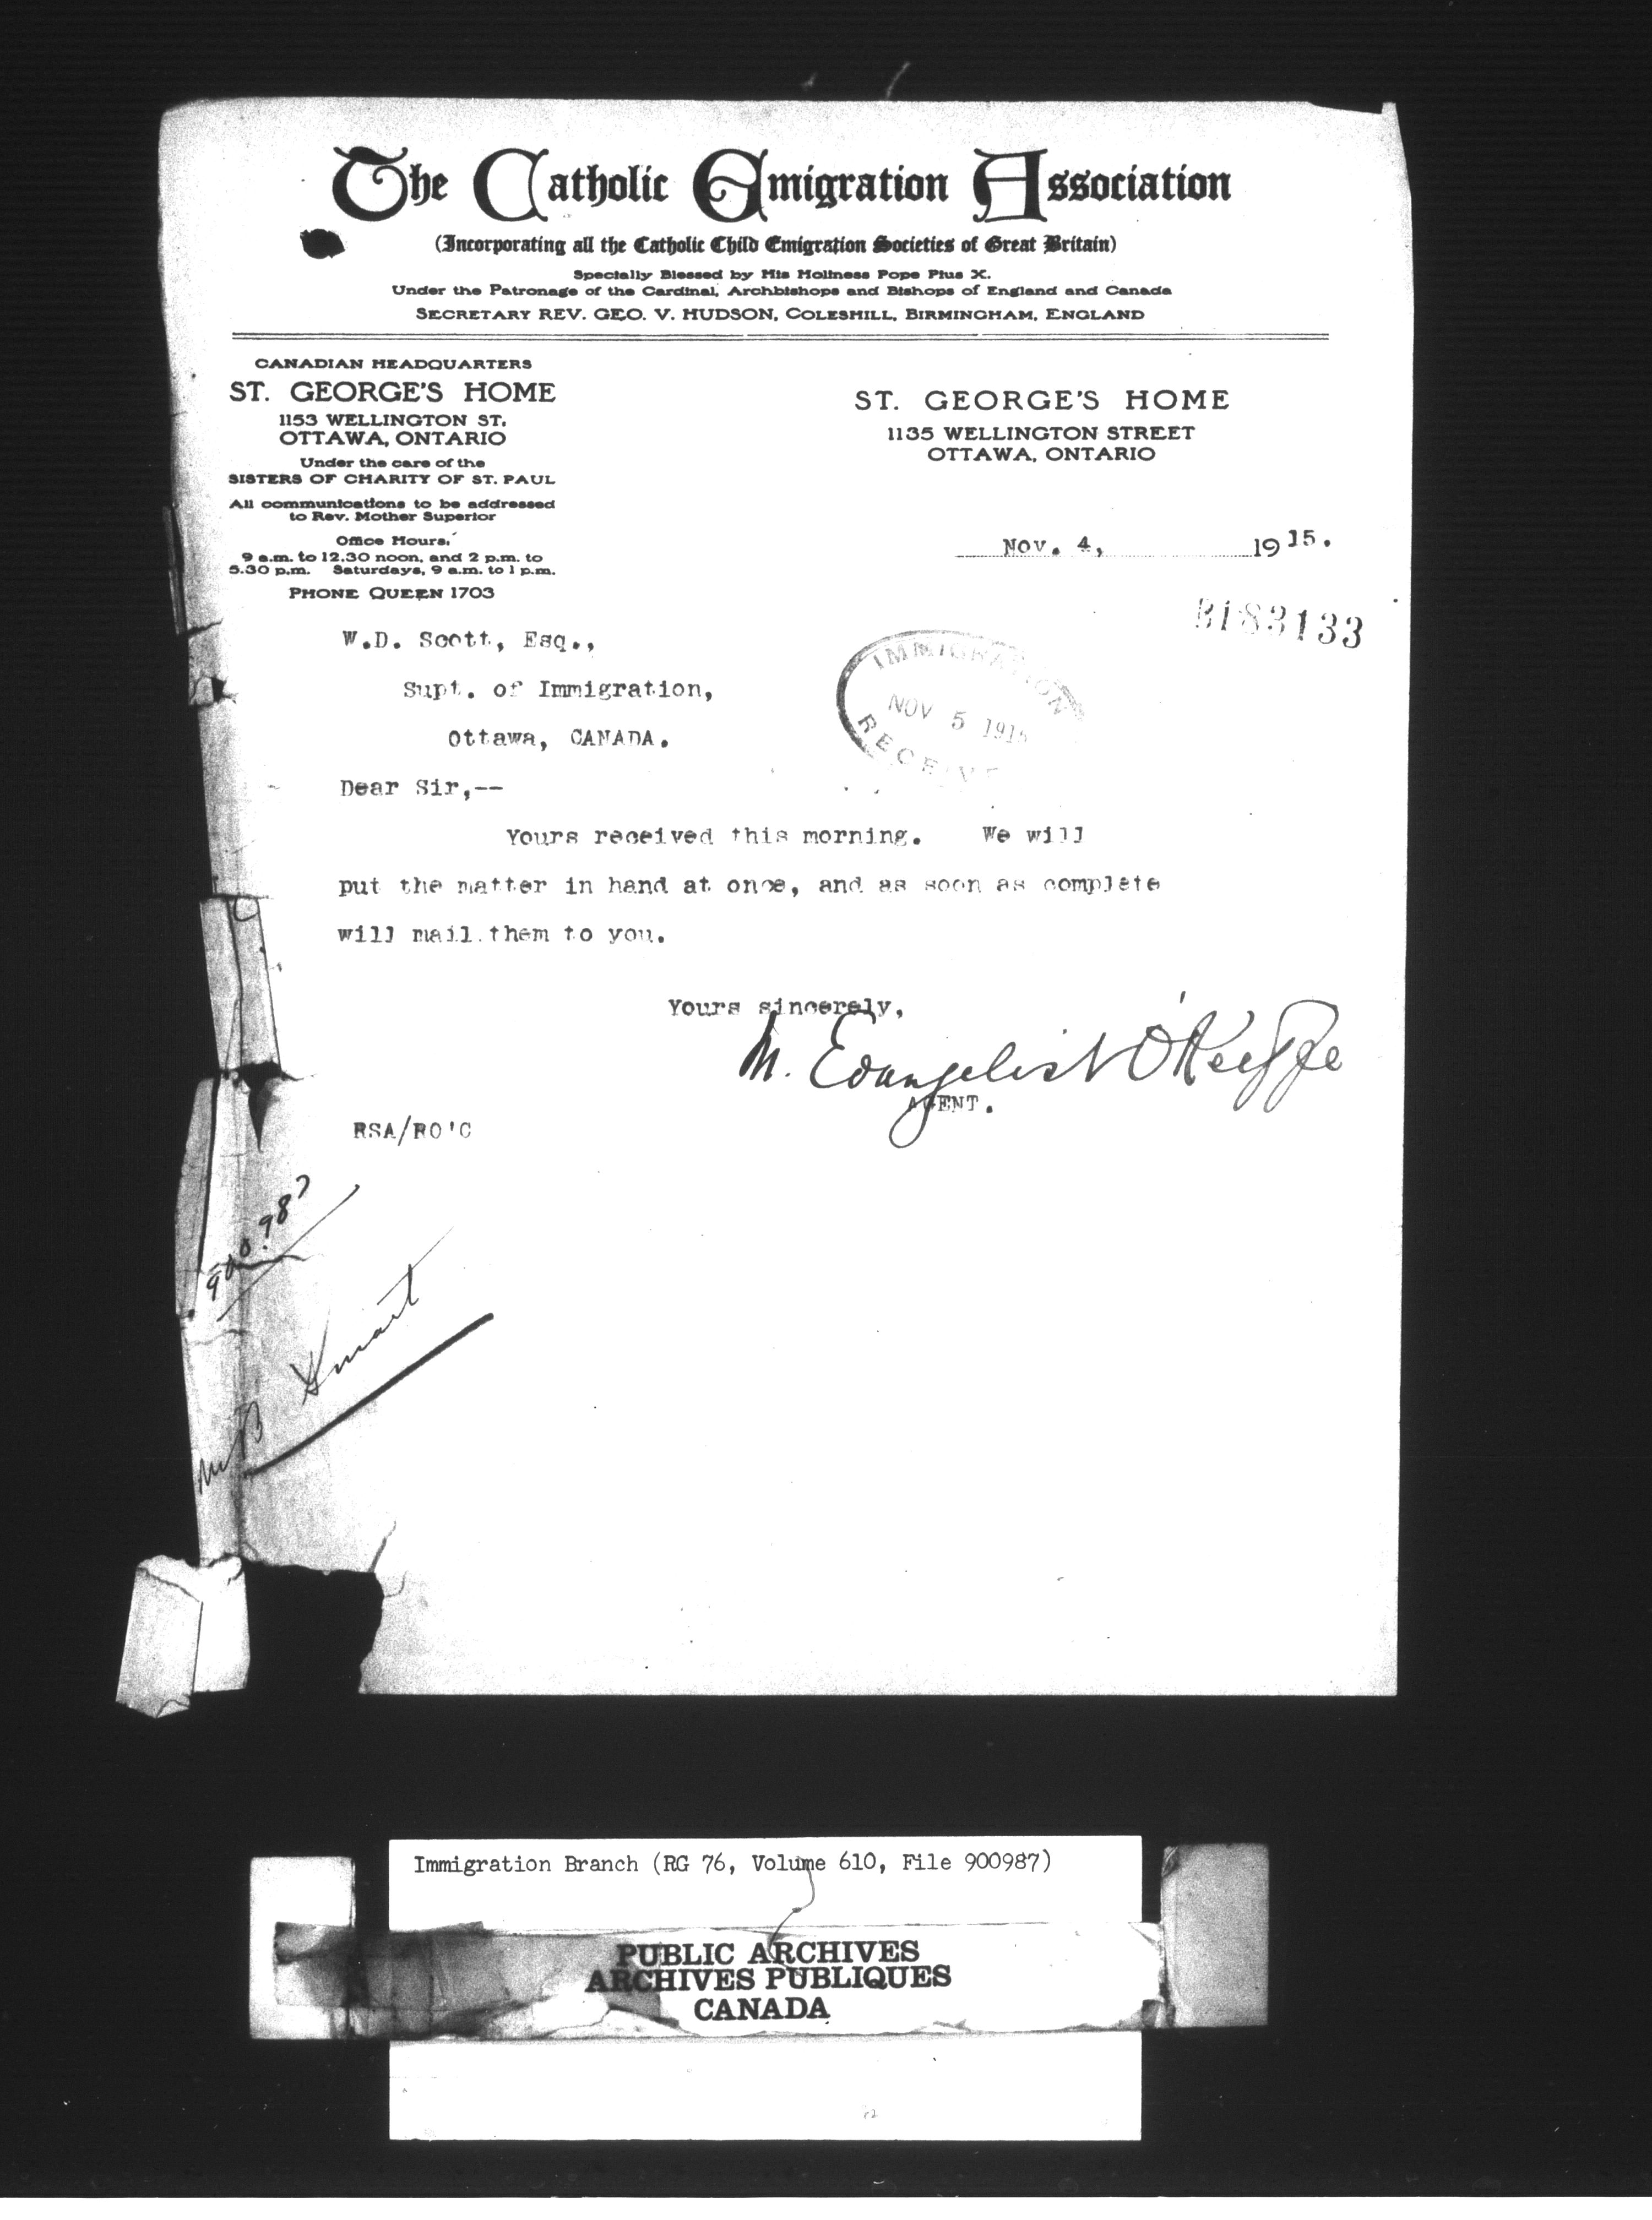 The Catholic Emigration Association
(Incorporating all the Catholic Child Emigration Societies of Great Britain)
Specially Blessed by His Holiness Pope Pius X.
Under the Patronage of the Cardinal, Archbishops and Bishops of England and Canada
SECRETARY REV. GEO. V. HUDSON, COLESHILL, BIRMINGHAM, ENGLAND
CANADIAN HEADQUARTERS
ST. GEORGE'S HOME
1153 WELLINGTON ST.
OTTAWA, ONTARIO
Under the care of the
SISTERS OF CHARITY OF ST. PAUL
All communications to be addressed
to Rev. Mother Superior
Office Hours.
9 a.m. to 12.30 noon, and 2 p.m. to
5.30 p.m. Saturdays, 9 a.m. to 1 p.m.
PHONE QUEEN 1703
ST. GEORGE'S HOME
1135 WELLINGTON STREET
OTTAWA, ONTARIO
Nov. 4, 1915.
B183133
W.D. Scott, Esq.,
Supt. of Immigration,
Ottawa, CANADA.
IMMIGRATION
NOV 5 1915
RECEIVE
Dear Sir,--
Yours received this morning. We will
put the matter in hand at once, and as soon as complete
will mail them to you.
Yours sincerely,
M. Evangelist O'Keeffe
AGENT.
RSA/RO'C
900987
Smart
Immigration Branch (RG 76, Volume 610, File 900987)
PUBLIC ARCHIVES
ARCHIVES PUBLIQUES
CANADA